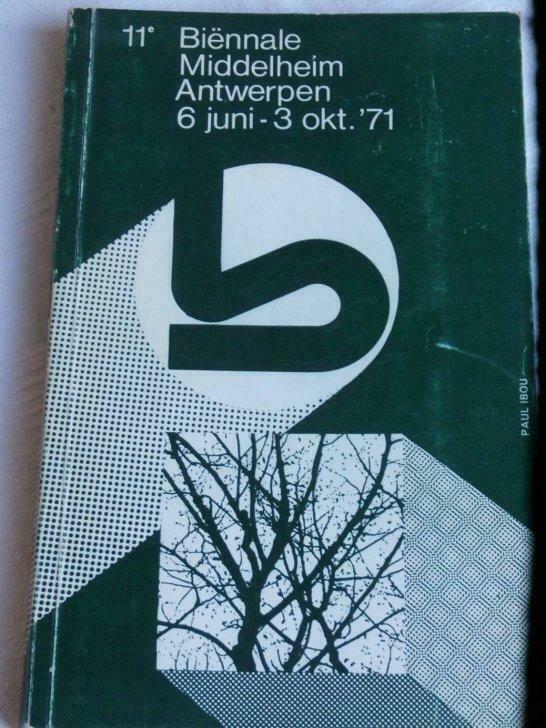 11e Biënnale
Middelheim
Antwerpen
6 juni - 3 okt. '71
PAUL IBOU